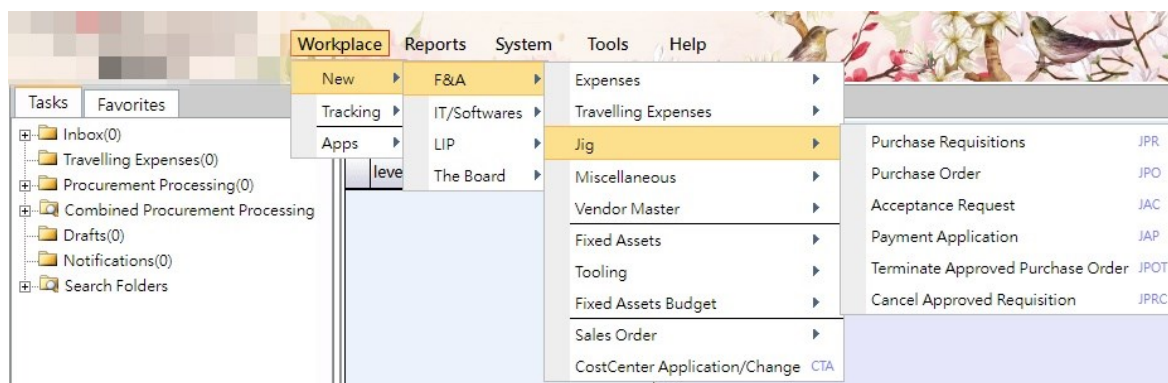 Workplace Reports System Tools Help
New
Tracking
Apps
F&A
IT/Softwares
LIP
The Board
Expenses
Travelling Expenses
Jig
Miscellaneous
Vendor Master
Fixed Assets
Tooling
Fixed Assets Budget
Sales Order
CostCenter Application/Change CTA
Purchase Requisitions JPR
Purchase Order JPO
Acceptance Request JAC
Payment Application JAP
Terminate Approved Purchase Order JPOT
Cancel Approved Requisition JPRC
Tasks Favorites
Inbox(0)
Travelling Expenses(0)
Procurement Processing(0)
Combined Procurement Processing
Drafts(0)
Notifications(0)
Search Folders
leve